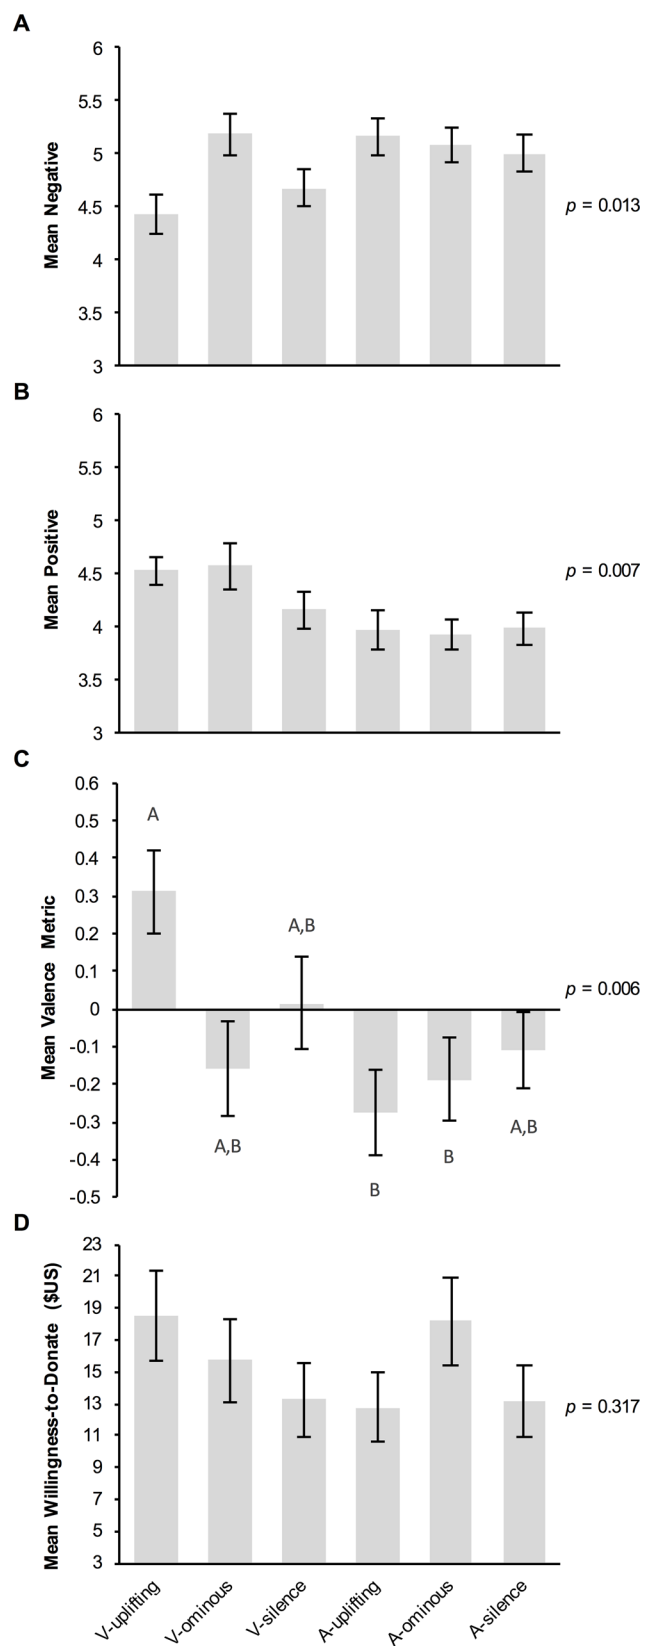 A
6
5.5
5
4.5
4
3.5
3
Mean Negative
p = 0.013
B
6
5.5
5
4.5
4
3.5
3
Mean Positive
p = 0.007
C
0.6
0.5
0.4
0.3
0.2
0.1
0
-0.1
-0.2
-0.3
-0.4
-0.5
Mean Valence Metric
A
A,B
A,B
B
B
A,B
p = 0.006
D
23
21
19
17
15
13
11
9
7
5
3
Mean Willingness-to-Donate ($US)
p = 0.317
V-uplifting
V-ominous
V-silence
A-uplifting
A-ominous
A-silence